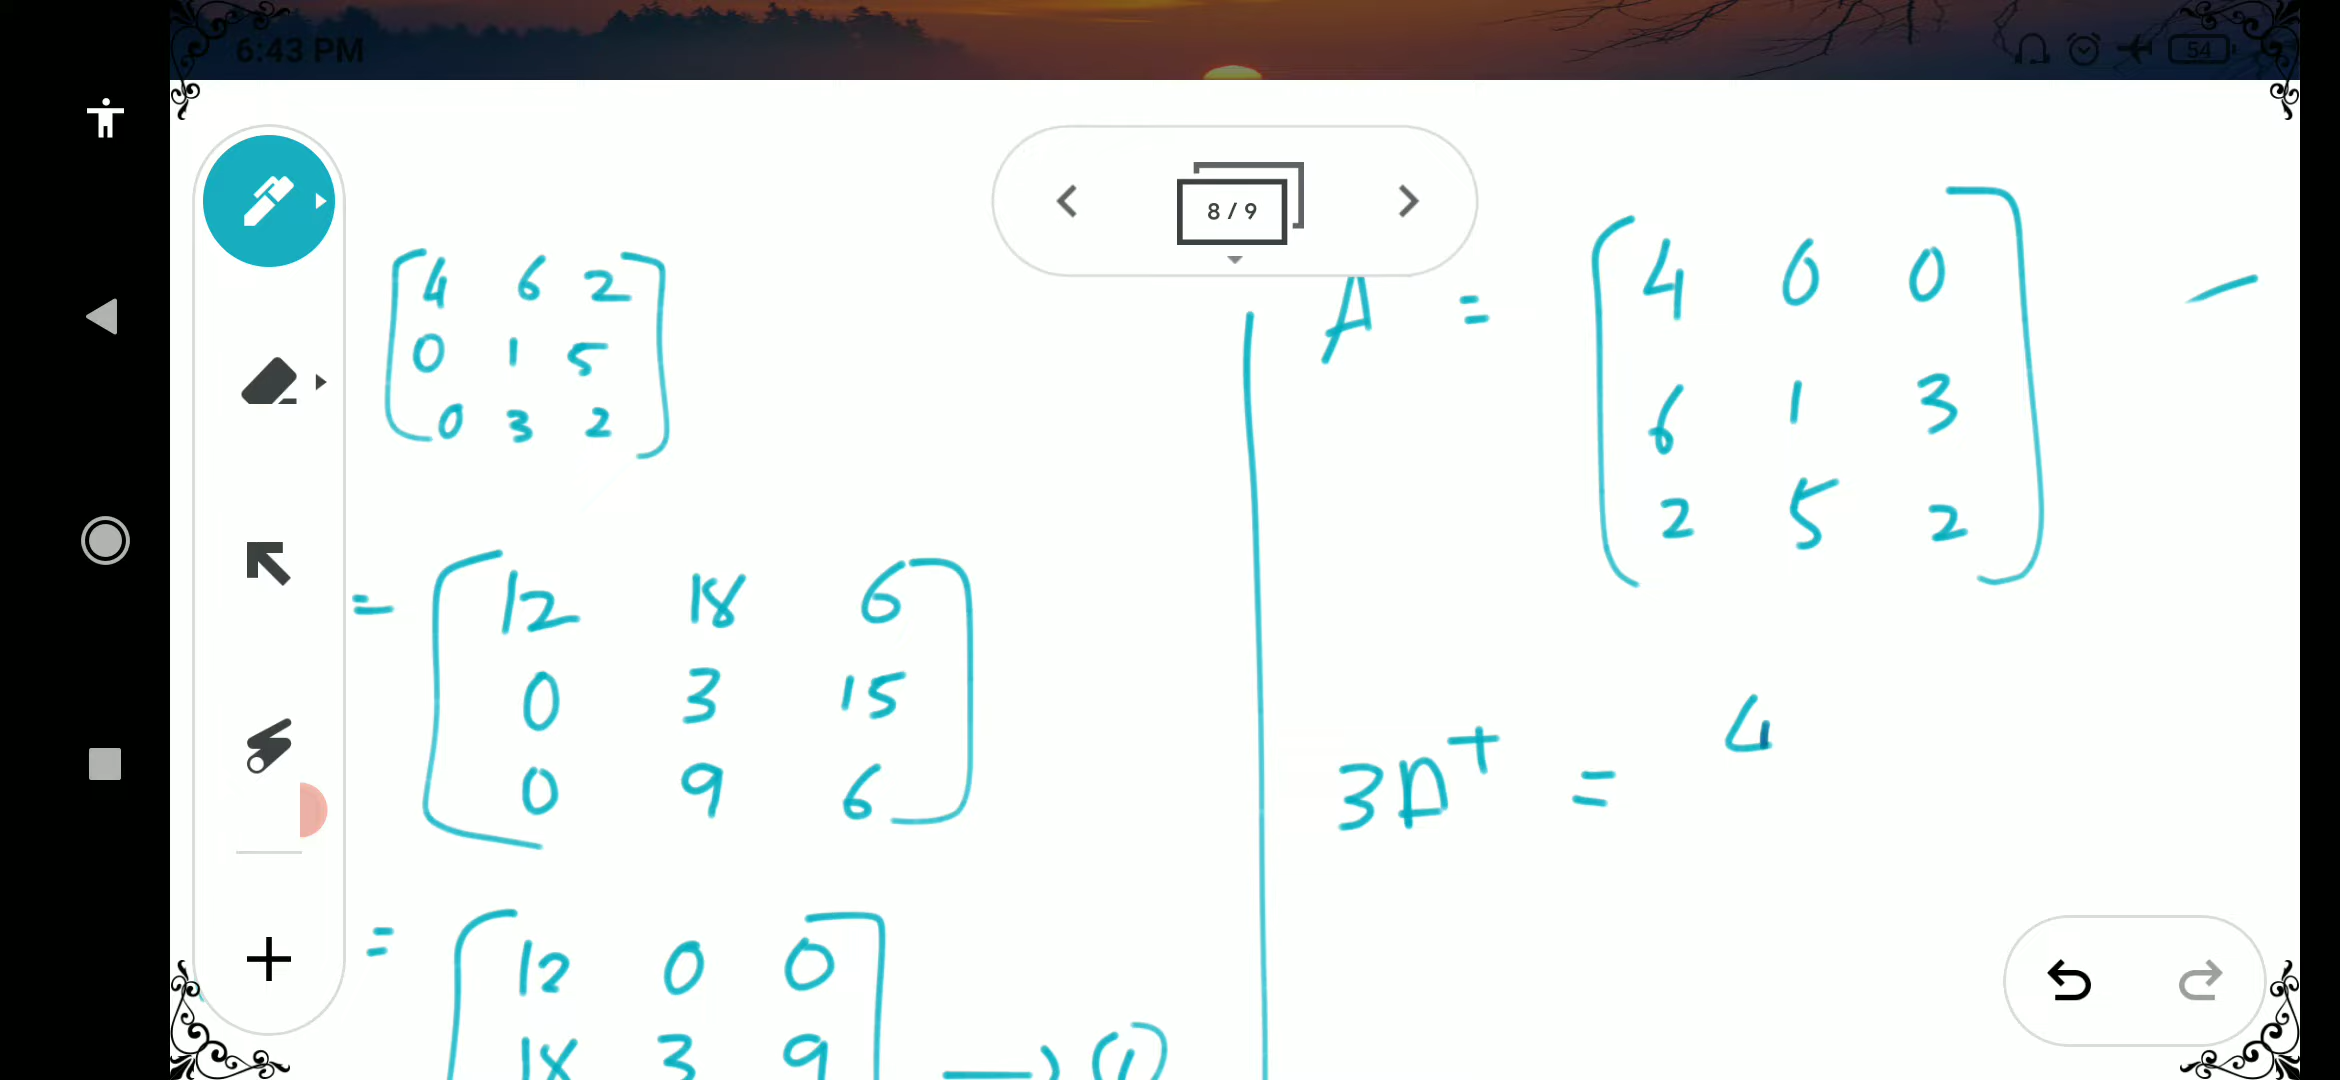 6:43 PM
54
8 / 9
4 6 2
0 1 5
0 3 2
= 12 18 6
0 3 15
0 9 6
= 12 0 0
18 3 9 → 1
A = 4 0 0 -
6 1 3
2 5 2
3A+ = 4